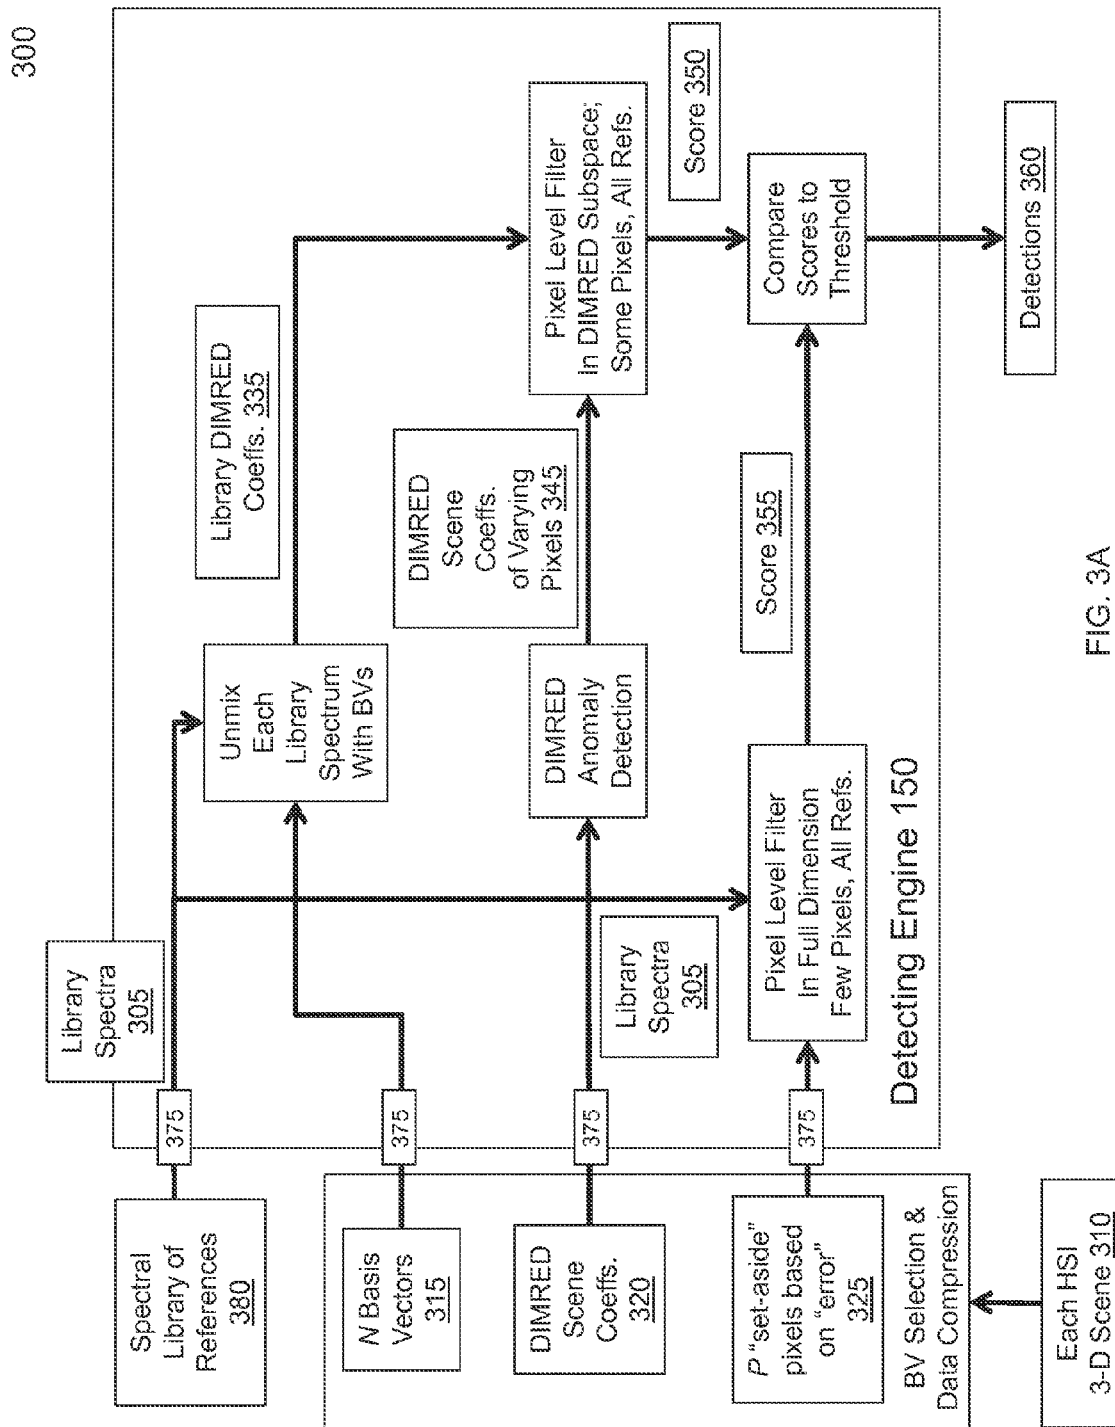 300
Spectral
Library of
References
380
N Basis
Vectors
315
DIMRED
Scene
Coeffs.
320
P “set-aside”
pixels based
on “error”
325
BV Selection &
Data Compression
Each HSI
3-D Scene 310
375
375
375
375
Library
Spectra
305
Library
Spectra
305
Unmix
Each
Library
Spectrum
With BVs
DIMRED
Anomaly
Detection
Pixel Level Filter
In Full Dimension
Few Pixels, All Refs.
Detecting Engine 150
Library DIMRED
Coeffs. 335
DIMRED
Scene
Coeffs.
of Varying
Pixels 345
Score 355
Pixel Level Filter
in DIMRED Subspace;
Some Pixels, All Refs.
Score 350
Compare
Scores to
Threshold
Detections 360
FIG. 3A